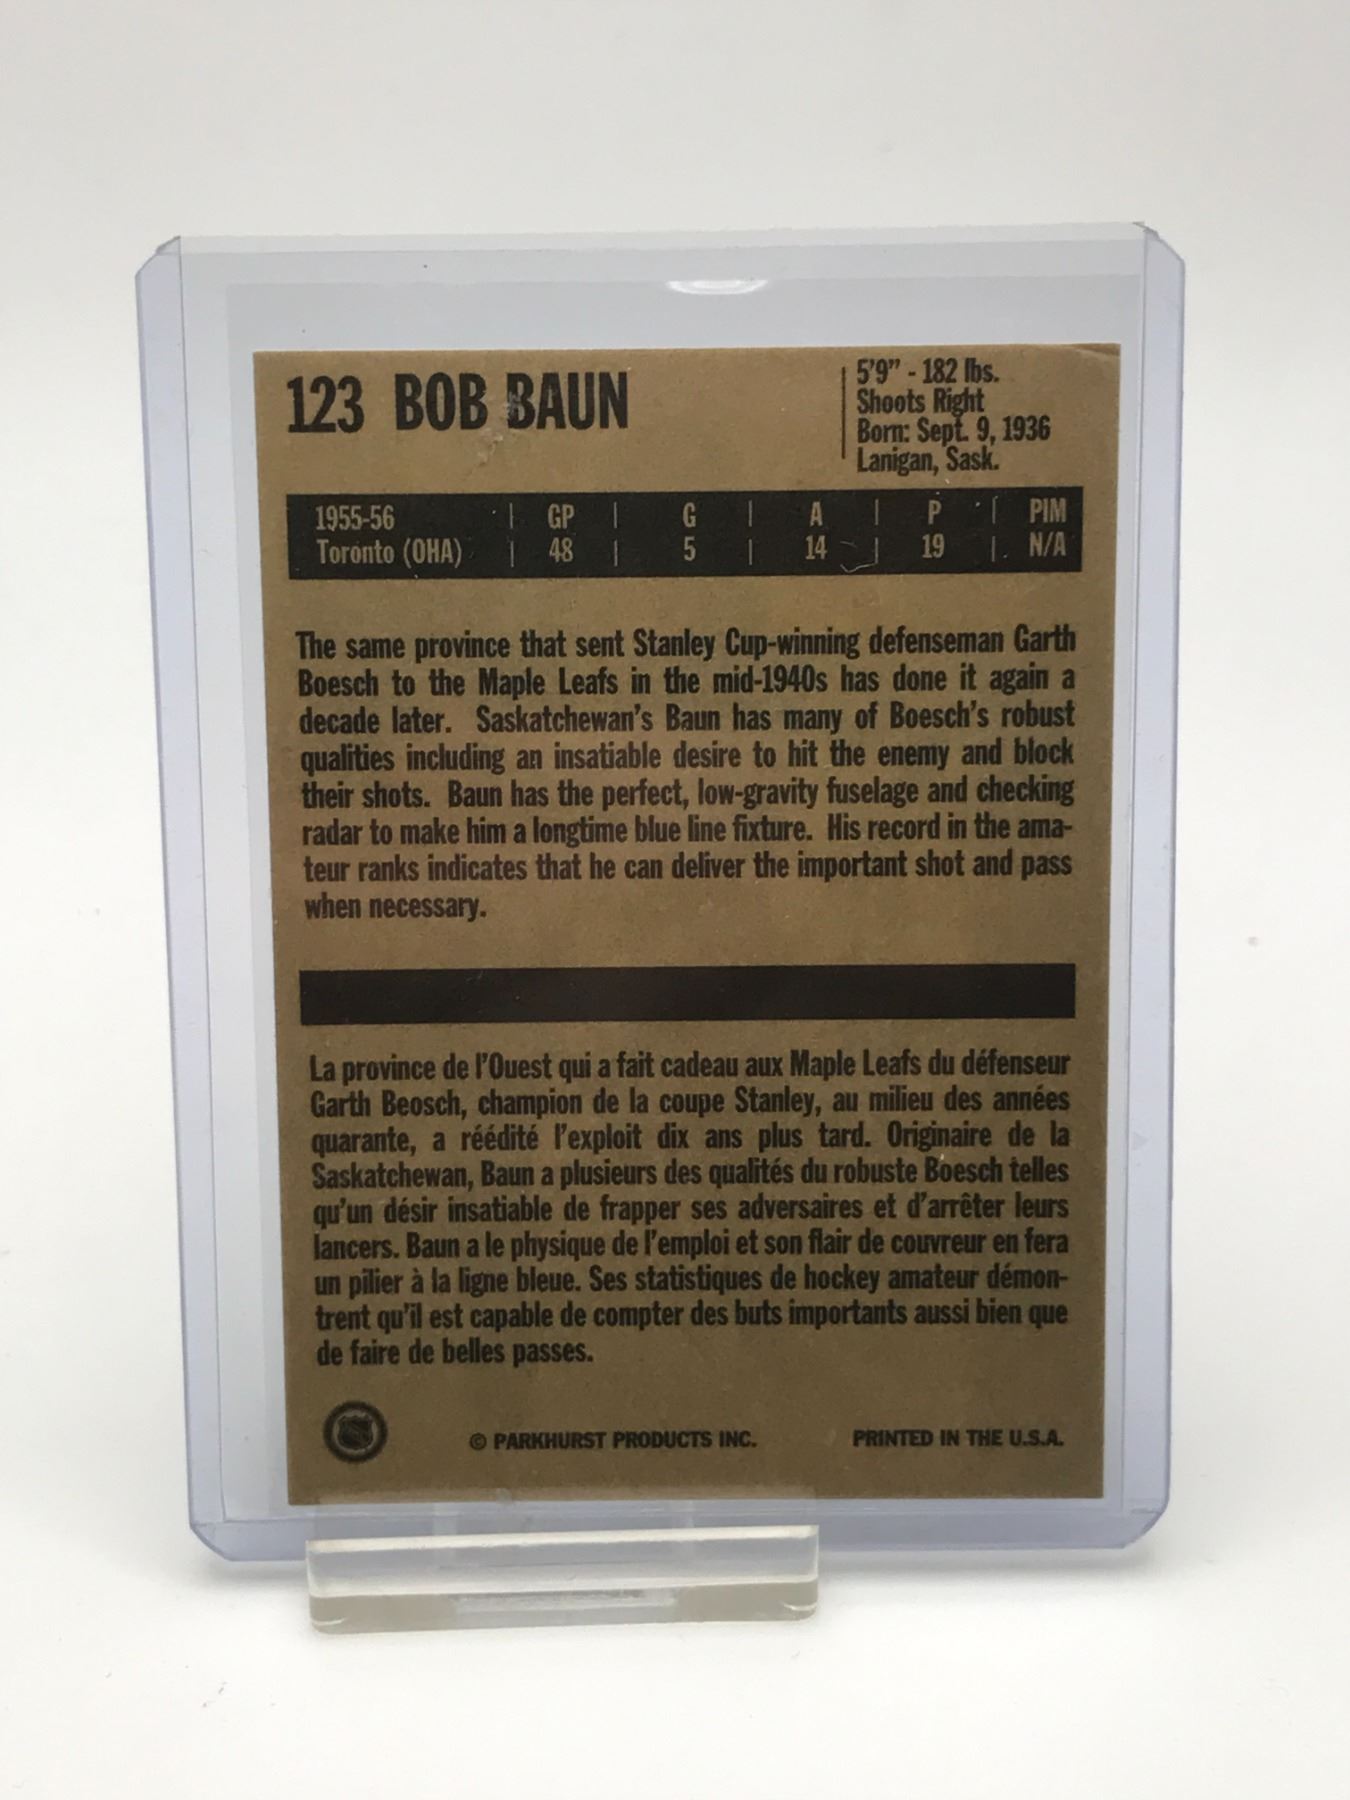 123 BOB BAUN
5'9" - 182 lbs.
Shoots Right
Born: Sept. 9, 1936
Lanigan, Sask.
1955-56 | GP | G | A | P | PIM
Toronto (OHA) | 48 | 5 | 14 | 19 | N/A
The same province that sent Stanley Cup-winning defenseman Garth
Boesch to the Maple Leafs in the mid-1940s has done it again a
decade later. Saskatchewan's Baun has many of Boesch's robust
qualities including an insatiable desire to hit the enemy and block
their shots. Baun has the perfect, low-gravity fuselage and checking
radar to make him a longtime blue line fixture. His record in the ama-
teur ranks indicates that he can deliver the important shot and pass
when necessary.
La province de l'Ouest qui a fait cadeau aux Maple Leafs du défenseur
Garth Beosch, champion de la coupe Stanley, au milieu des années
quarante, a réédité l'exploit dix ans plus tard. Originaire de la
Saskatchewan, Baun a plusieurs des qualités du robuste Boesch telles
qu'un désir insatiable de frapper ses adversaires et d'arrêter leurs
lancers. Baun a le physique de l'emploi et son flair de couvreur en fera
un pilier à la ligne bleue. Ses statistiques de hockey amateur démon-
trent qu'il est capable de compter des buts importants aussi bien que
de faire de belles passes.
© PARKHURST PRODUCTS INC. PRINTED IN THE U.S.A.